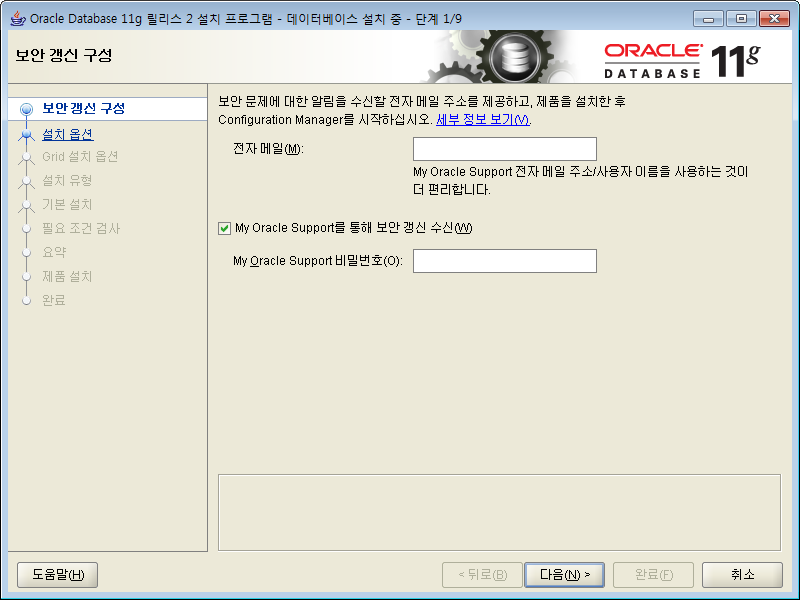 Oracle Database 11g 릴리스 2 설치 프로그램 - 데이터베이스 설치 중 - 단계 1/9
보안 갱신 구성
ORACLE
DATABASE
11g
보안 갱신 구성
설치 옵션
Grid 설치 옵션
설치 유형
기본 설치
필요 조건 검사
요약
제품 설치
완료
보안 문제에 대한 알림을 수신할 전자 메일 주소를 제공하고, 제품을 설치한 후
Configuration Manager를 시작하십시오. 세부 정보 보기(V).
전자 메일(M):
My Oracle Support 전자 메일 주소/사용자 이름을 사용하는 것이
더 편리합니다.
My Oracle Support를 통해 보안 갱신 수신(W)
My Oracle Support 비밀번호(O):
도움말(H)
< 뒤로(B)
다음(N) >
완료(F)
취소